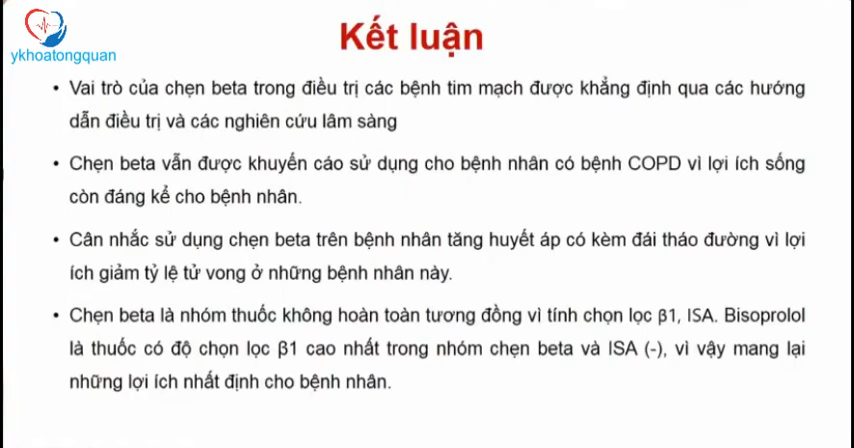 Kết luận
ykhoatongquan
• Vai trò của chẹn beta trong điều trị các bệnh tim mạch được khẳng định qua các hướng
dẫn điều trị và các nghiên cứu lâm sàng
• Chẹn beta vẫn được khuyến cáo sử dụng cho bệnh nhân có bệnh COPD vì lợi ích sống
còn đáng kể cho bệnh nhân.
• Cân nhắc sử dụng chẹn beta trên bệnh nhân tăng huyết áp có kèm đái tháo đường vì lợi
ích giảm tỷ lệ tử vong ở những bệnh nhân này.
• Chẹn beta là nhóm thuốc không hoàn toàn tương đồng vì tính chọn lọc β1, ISA. Bisoprolol
là thuốc có độ chọn lọc β1 cao nhất trong nhóm chẹn beta và ISA (-), vì vậy mang lại
những lợi ích nhất định cho bệnh nhân.